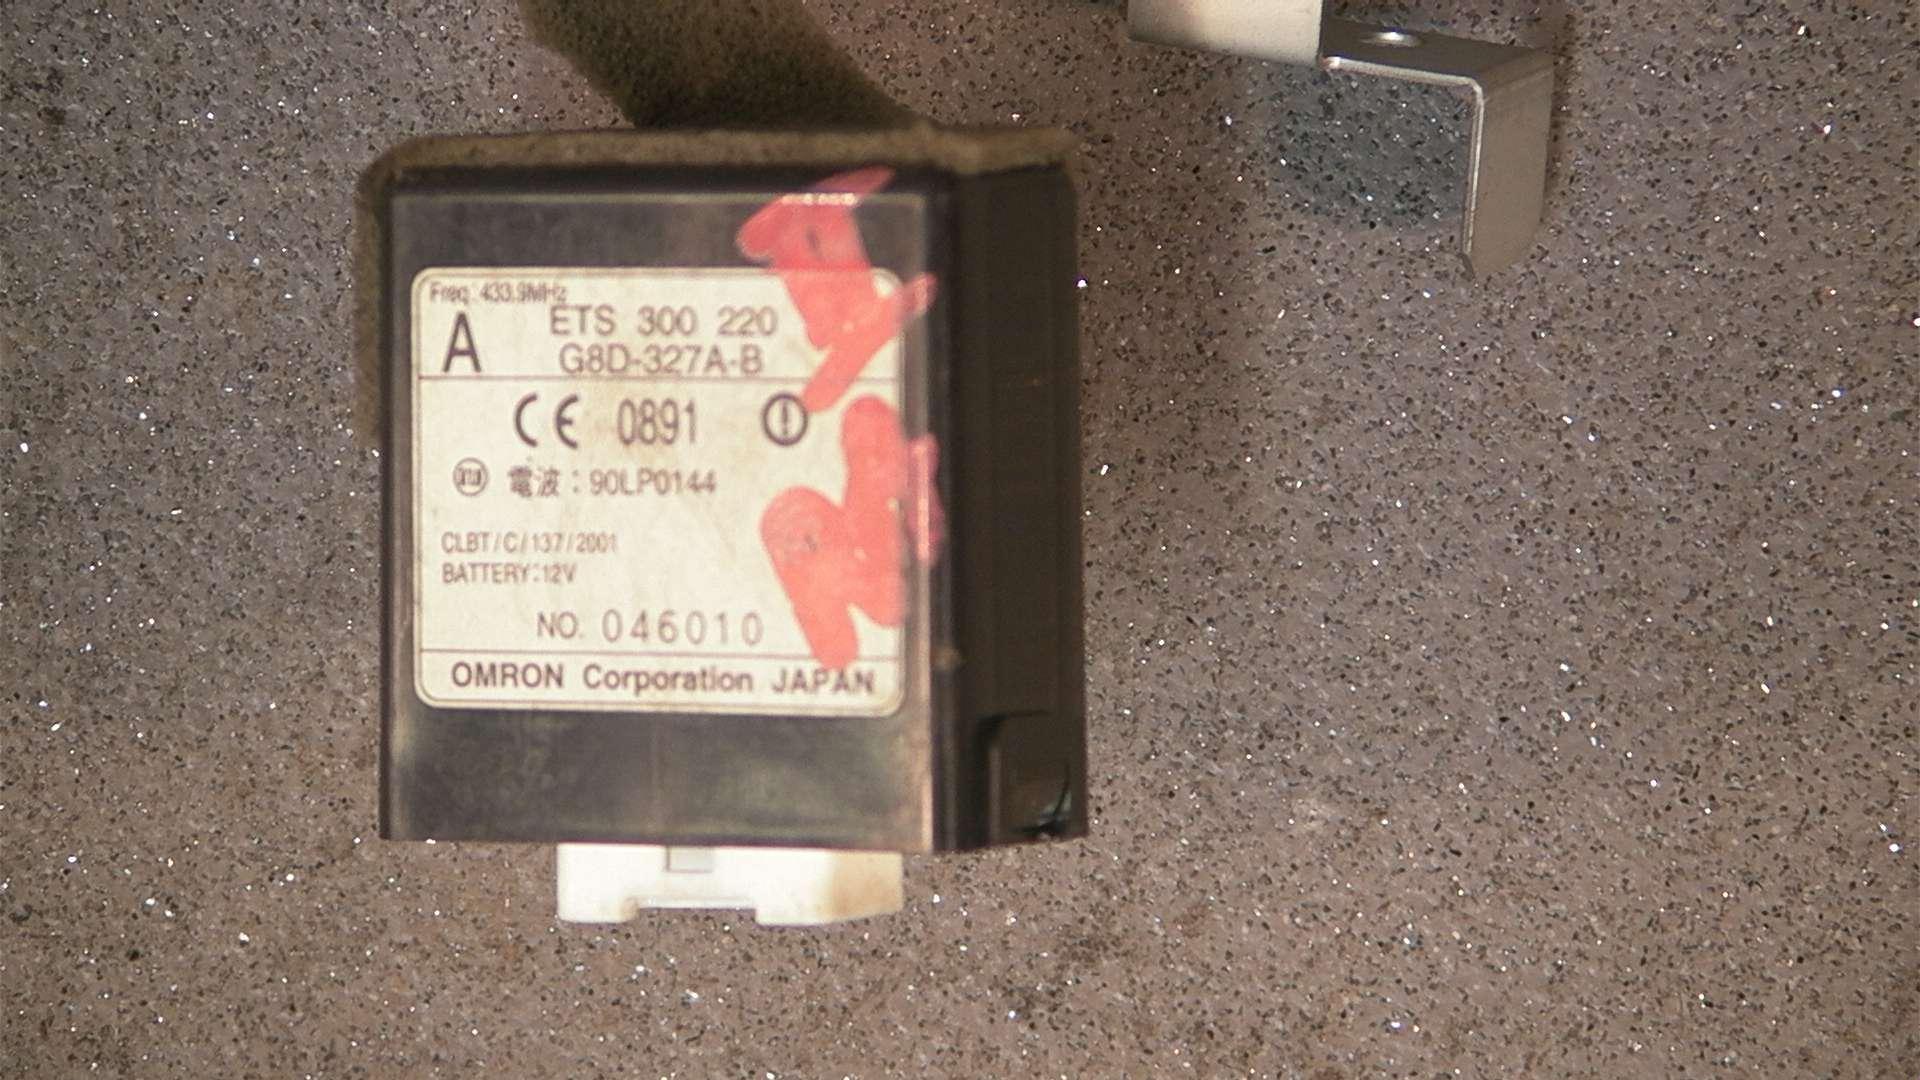 Freq: 433.9MHz
A
ETS 300 220
G8D-327A-B
CE 0891
電波：90LP0144
CLBT/C/137/2001
BATTERY:12V
NO. 046010
OMRON Corporation JAPAN